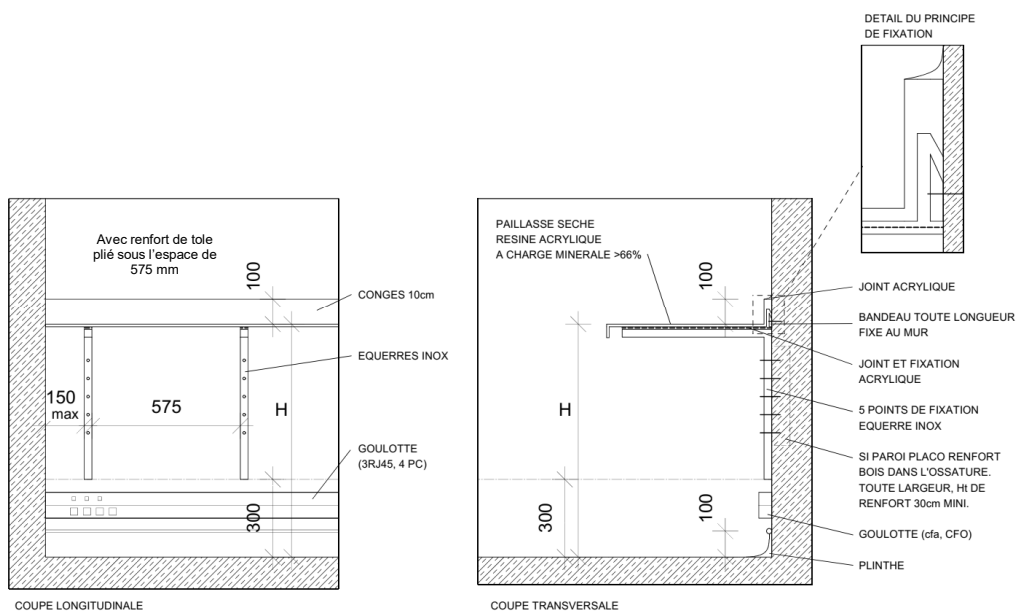 DETAIL DU PRINCIPE
DE FIXATION
Avec renfort de tole
plié sous l'espace de
575 mm
100
CONGES 10cm
EQUERRES INOX
150
max
575
H
GOULOTTE
(3RJ45, 4 PC)
300
COUPE LONGITUDINALE
PAILLASSE SECHE
RESINE ACRYLIQUE
A CHARGE MINERALE >66%
100
JOINT ACRYLIQUE
BANDEAU TOUTE LONGUEUR
FIXE AU MUR
JOINT ET FIXATION
ACRYLIQUE
H
5 POINTS DE FIXATION
EQUERRE INOX
SI PAROI PLACO RENFORT
BOIS DANS L'OSSATURE.
TOUTE LARGEUR, Ht DE
RENFORT 30cm MINI.
300
100
GOULOTTE (cfa, CFO)
PLINTHE
COUPE TRANSVERSALE